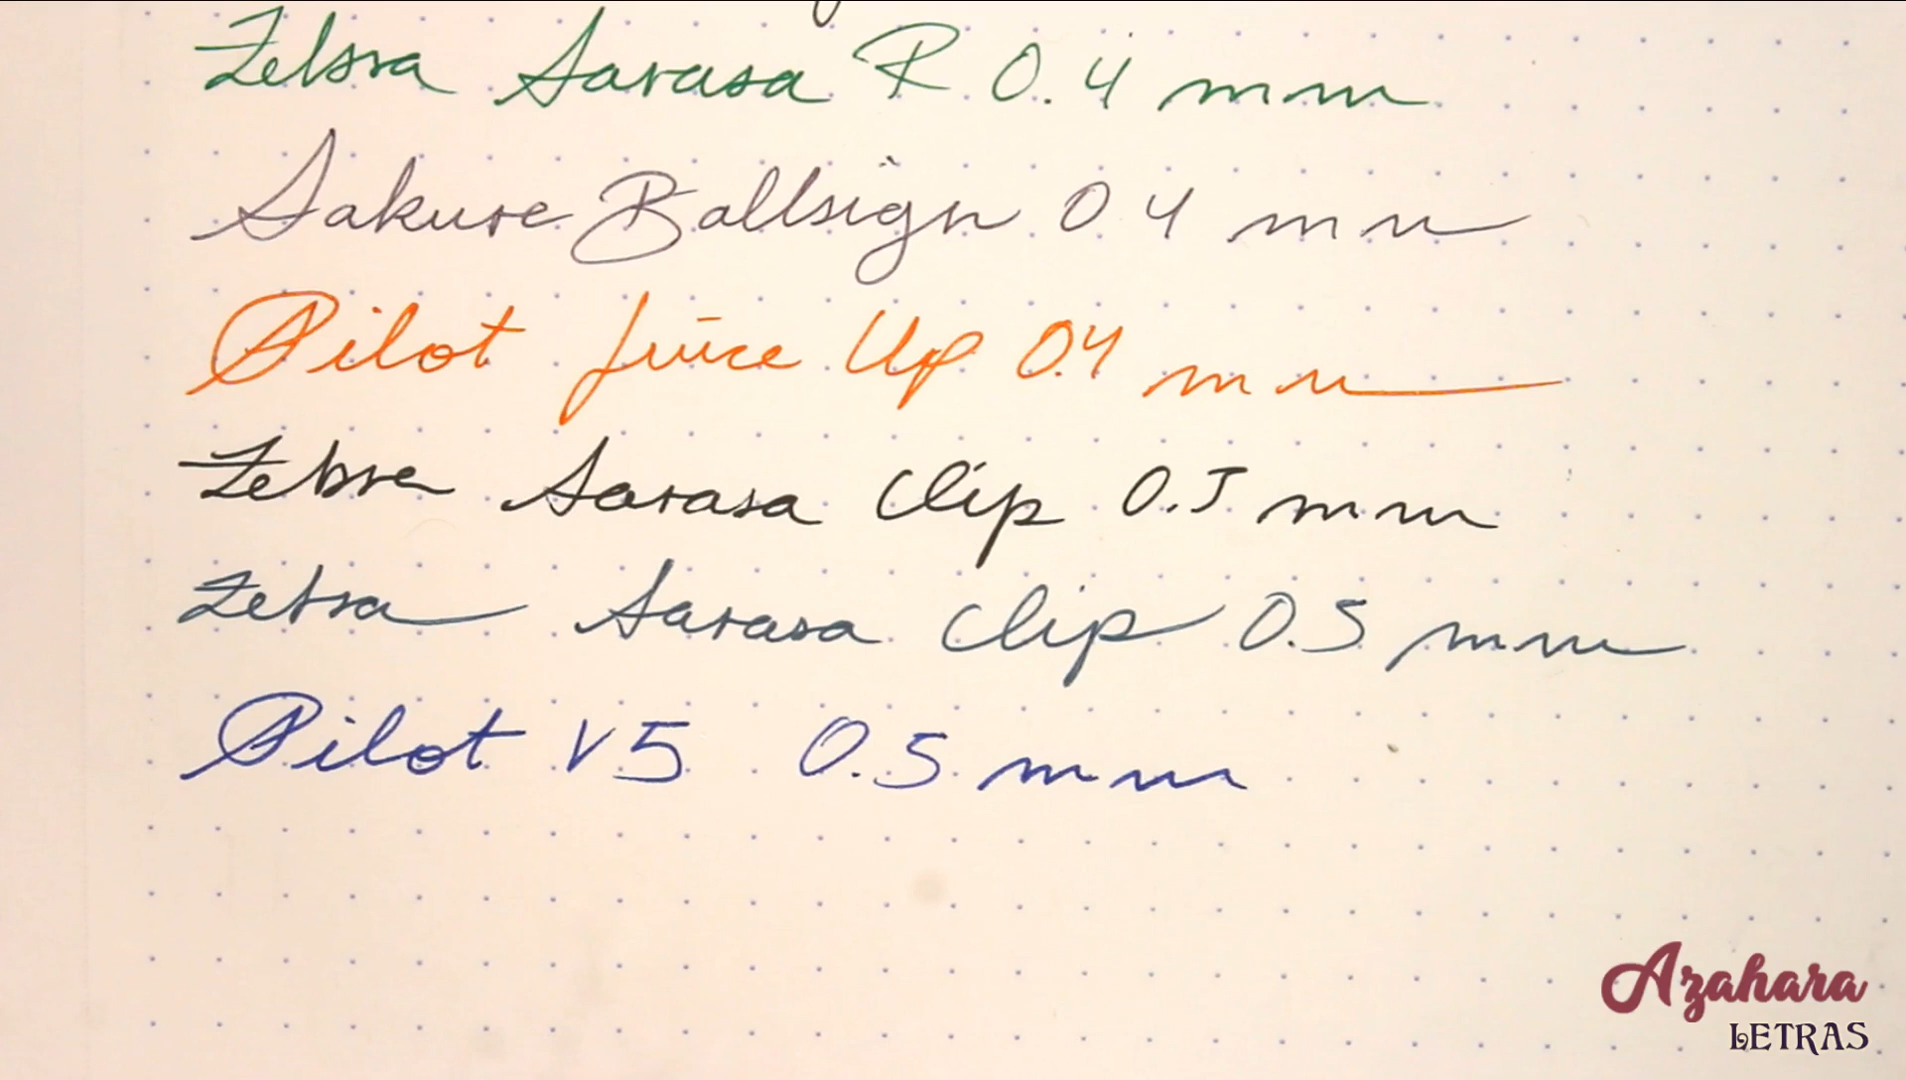 Zebra Sarasa R 0.4 mm
Sakura Ballsign 0.4 mm
Pilot Juice Up 0.4 mm
Zebra Sarasa Clip 0.5 mm
Zebra Sarasa Clip 0.5 mm
Pilot V5 0.5 mm
Azahara
LETRAS